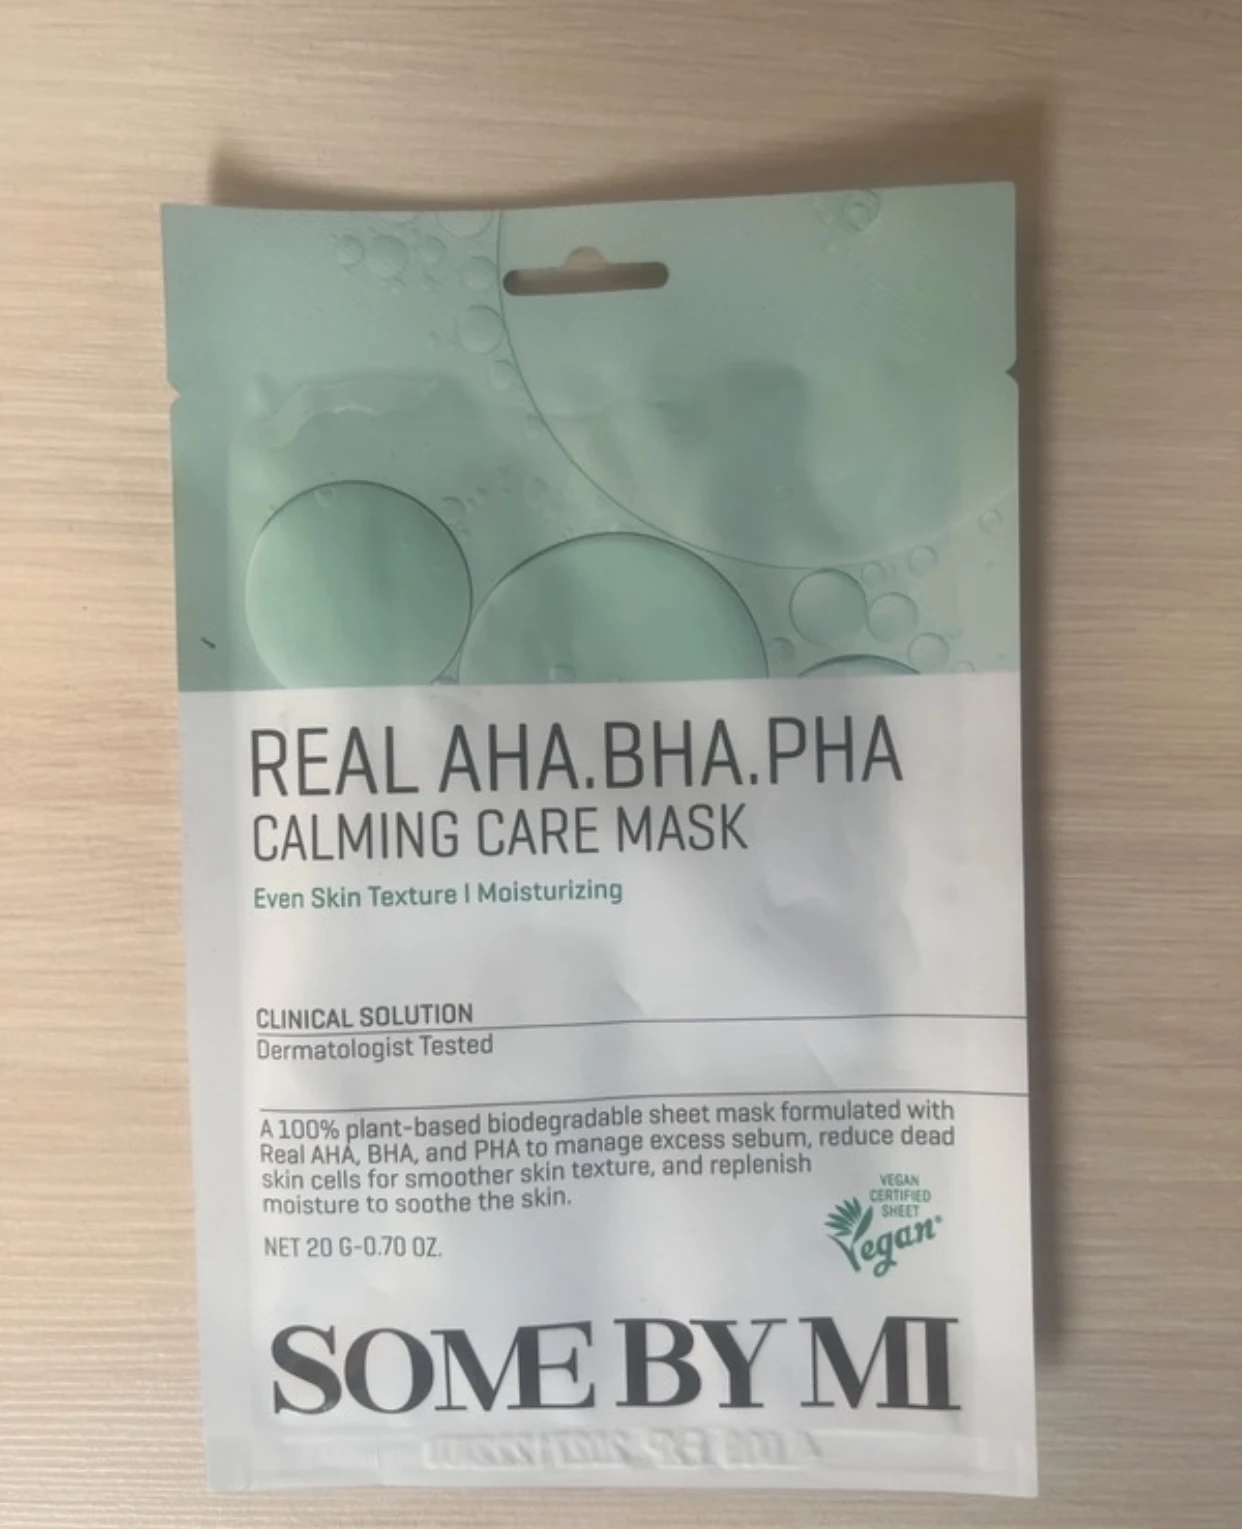 REAL AHA.BHA.PHA
CALMING CARE MASK
Even Skin Texture | Moisturizing
CLINICAL SOLUTION
Dermatologist Tested
A 100% plant-based biodegradable sheet mask formulated with
Real AHA, BHA, and PHA to manage excess sebum, reduce dead
skin cells for smoother skin texture, and replenish
moisture to soothe the skin.
VEGAN
CERTIFIED
SHEET
Vegan®
NET 20 G-0.70 OZ.
SOME BY MI